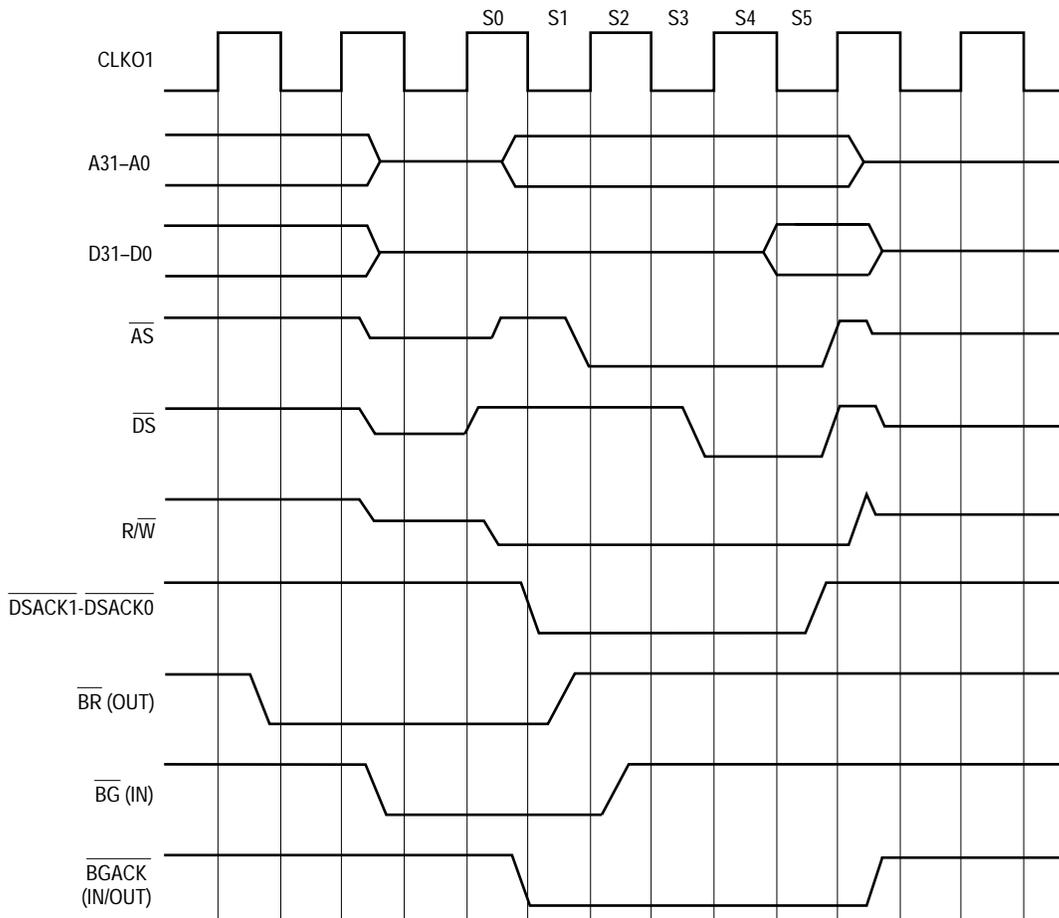 S0 S1 S2 S3 S4 S5
CLKO1
A31–A0
D31–D0
AS
DS
R/W
DSACK1-DSACK0
BR (OUT)
BG (IN)
BGACK
(IN/OUT)